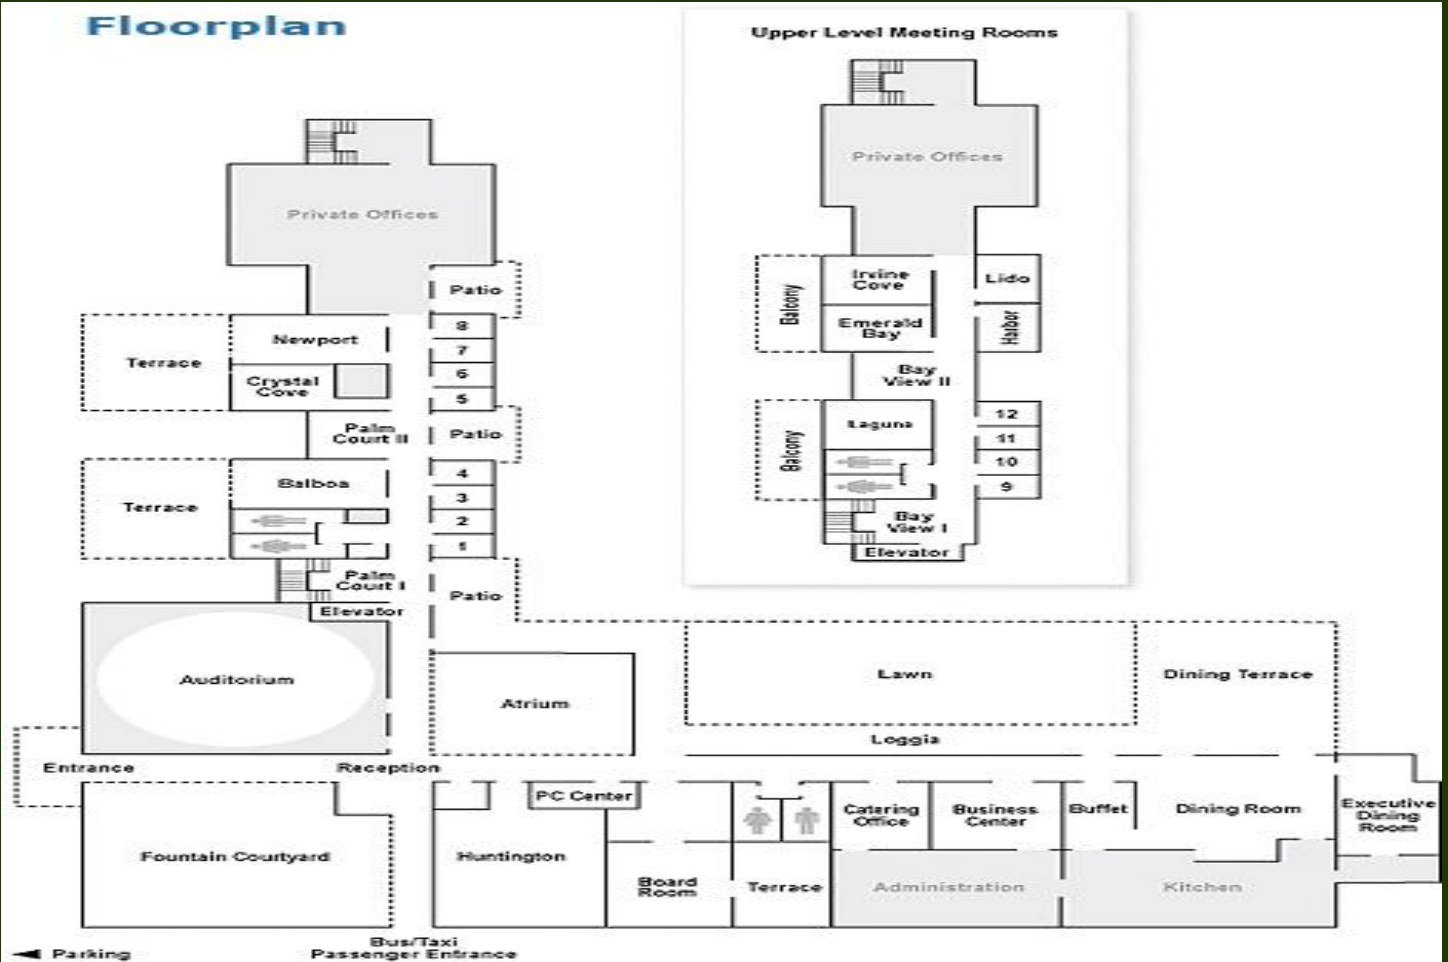 Floorplan
Upper Level Meeting Rooms
Private Offices
Irvine
Cove
Lido
Balcony
Emerald
Bay
Harbor
Bay
View II
Laguna
Balcony
12
11
10
9
Bay
View I
Elevator
Private Offices
Patio
Newport
8
7
6
5
Terrace
Crystal
Cove
Palm
Court II
Patio
Balboa
4
3
2
1
Terrace
Palm
Court I
Patio
Elevator
Auditorium
Atrium
Lawn
Dining Terrace
Loggia
Entrance
Reception
PC Center
Catering
Office
Business
Center
Buffet
Dining Room
Executive
Dining
Room
Fountain Courtyard
Huntington
Board
Room
Terrace
Administration
Kitchen
Bus/Taxi
Passenger Entrance
Parking